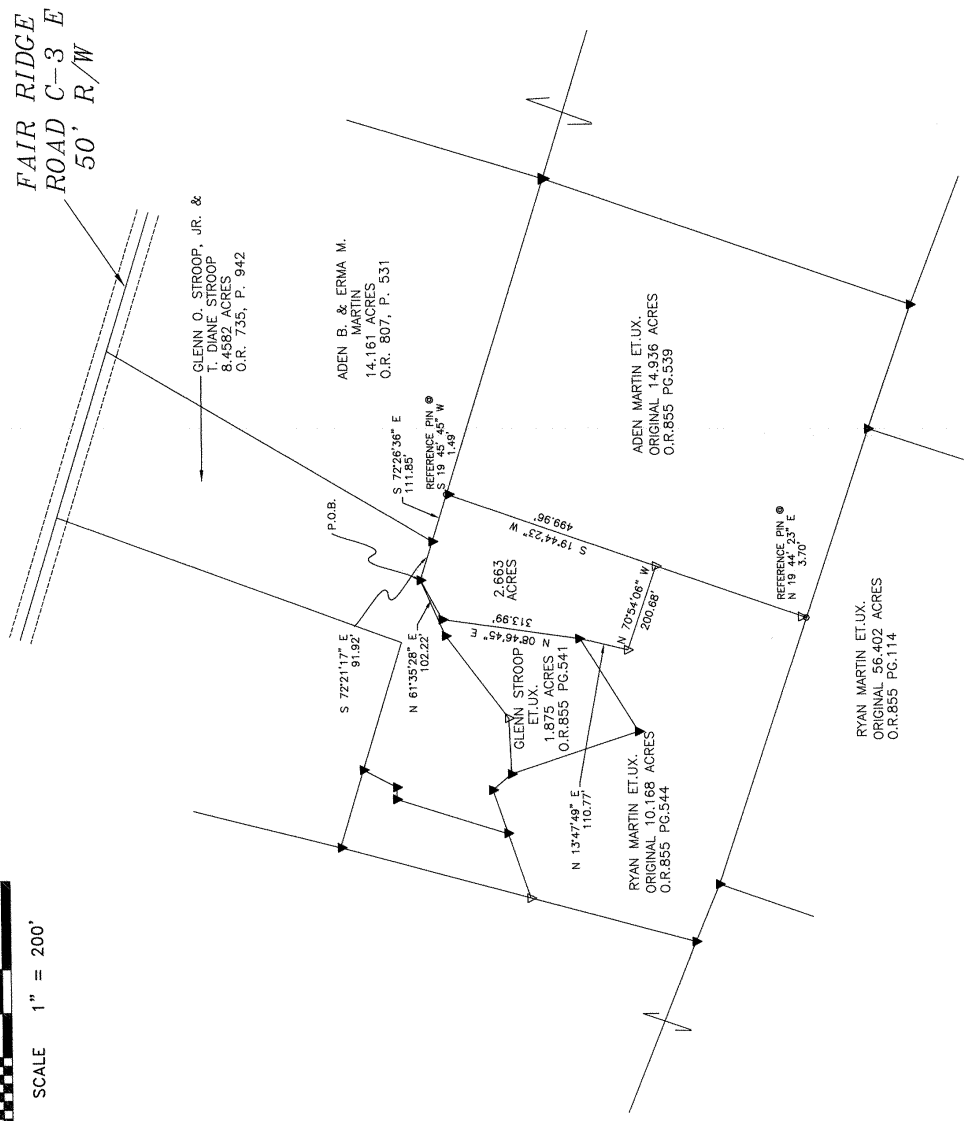 FAIR RIDGE
ROAD C-3 E
50' R/W
GLENN O. STROOP, JR. &
T. DIANE STROOP
8.4582 ACRES
O.R. 735, P. 942
ADEN B. & ERMA M.
MARTIN
14.161 ACRES
O.R. 807, P. 531
P.O.B.
S 72°26'36" E
111.85'
REFERENCE PIN @
S 19° 45' 45" W
1.49'
S 72°21'17" E
91.92'
N 61°35'28" E
102.22'
2.663
ACRES
S 19°44'23" W
499.96'
N 08°46'45" E
313.99'
N 70°54'06" W
200.68'
ADEN MARTIN ET.UX.
ORIGINAL 14.936 ACRES
O.R.855 PG.539
GLENN STROOP
ET.UX.
1.875 ACRES
O.R.855 PG.541
N 13°47'49" E
110.77'
REFERENCE PIN @
N 19° 44' 23" E
3.70'
RYAN MARTIN ET.UX.
ORIGINAL 10.168 ACRES
O.R.855 PG.544
RYAN MARTIN ET.UX.
ORIGINAL 56.402 ACRES
O.R.855 PG.114
SCALE 1" = 200'